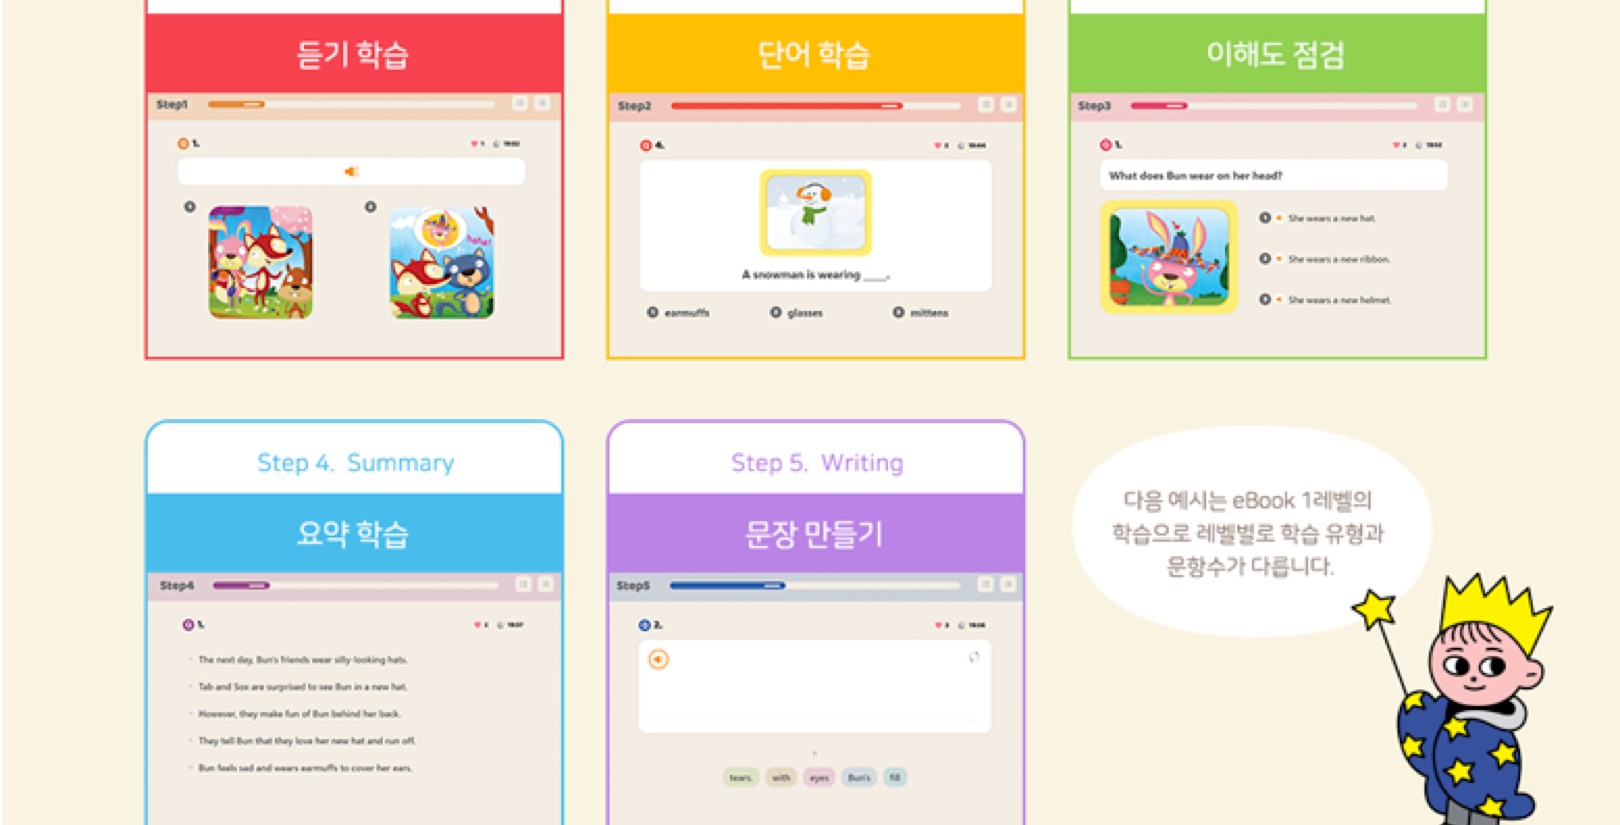 듣기 학습
Step1
1.
1
What does Bun wear on her head?
haha!
단어 학습
Step2
4.
2
A snowman is wearing ____.
earmuffs
glasses
mittens
이해도 점검
Step3
1.
2
She wears a new hat.
She wears a new ribbon.
She wears a new helmet.
Step 4. Summary
요약 학습
Step4
1.
2
The next day, Bun's friends wear silly-looking hats.
Tab and Sox are surprised to see Bun in a new hat.
However, they make fun of Bun behind her back.
They tell Bun that they love her new hat and run off.
Bun feels sad and wears earmuffs to cover her ears.
Step 5. Writing
문장 만들기
Step5
2.
2
tears.
with
eyes
Bun's
fill
다음 예시는 eBook 1레벨의
학습으로 레벨별로 학습 유형과
문항수가 다릅니다.